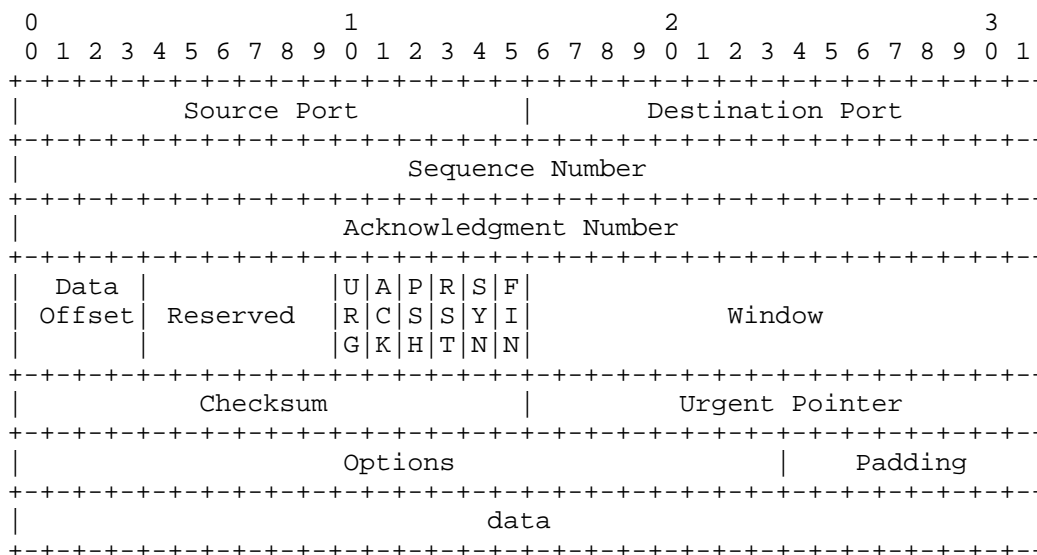 0                   1                   2                   3
 0 1 2 3 4 5 6 7 8 9 0 1 2 3 4 5 6 7 8 9 0 1 2 3 4 5 6 7 8 9 0 1
+-+-+-+-+-+-+-+-+-+-+-+-+-+-+-+-+-+-+-+-+-+-+-+-+-+-+-+-+-+-+-+--
|          Source Port          |       Destination Port
+-+-+-+-+-+-+-+-+-+-+-+-+-+-+-+-+-+-+-+-+-+-+-+-+-+-+-+-+-+-+-+--
|                        Sequence Number
+-+-+-+-+-+-+-+-+-+-+-+-+-+-+-+-+-+-+-+-+-+-+-+-+-+-+-+-+-+-+-+--
|                    Acknowledgment Number
+-+-+-+-+-+-+-+-+-+-+-+-+-+-+-+-+-+-+-+-+-+-+-+-+-+-+-+-+-+-+-+--
|  Data |           |U|A|P|R|S|F|
| Offset| Reserved  |R|C|S|S|Y|I|            Window
|       |           |G|K|H|T|N|N|
+-+-+-+-+-+-+-+-+-+-+-+-+-+-+-+-+-+-+-+-+-+-+-+-+-+-+-+-+-+-+-+--
|           Checksum            |         Urgent Pointer
+-+-+-+-+-+-+-+-+-+-+-+-+-+-+-+-+-+-+-+-+-+-+-+-+-+-+-+-+-+-+-+--
|                    Options                    |    Padding
+-+-+-+-+-+-+-+-+-+-+-+-+-+-+-+-+-+-+-+-+-+-+-+-+-+-+-+-+-+-+-+--
|                             data
+-+-+-+-+-+-+-+-+-+-+-+-+-+-+-+-+-+-+-+-+-+-+-+-+-+-+-+-+-+-+-+--